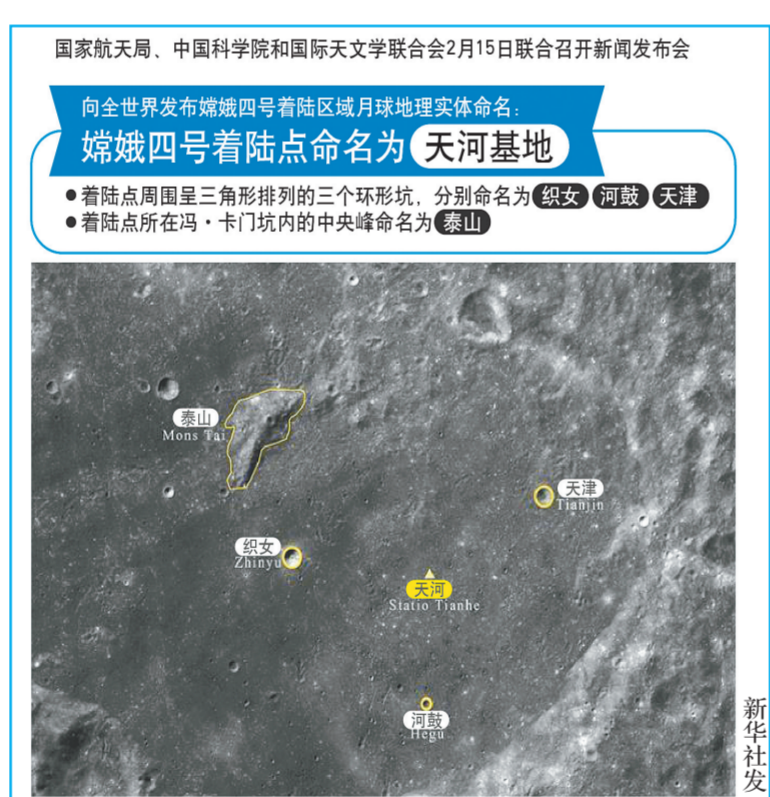 国家航天局、中国科学院和国际天文学联合会2月15日联合召开新闻发布会
向全世界发布嫦娥四号着陆区域月球地理实体命名：
嫦娥四号着陆点命名为 天河基地
●着陆点周围呈三角形排列的三个环形坑，分别命名为 织女 河鼓 天津
●着陆点所在冯·卡门坑内的中央峰命名为 泰山
泰山
Mons Tai
天津
Tianjin
织女
Zhinyu
天河
Statio Tianhe
河鼓
Hegu
新华社发